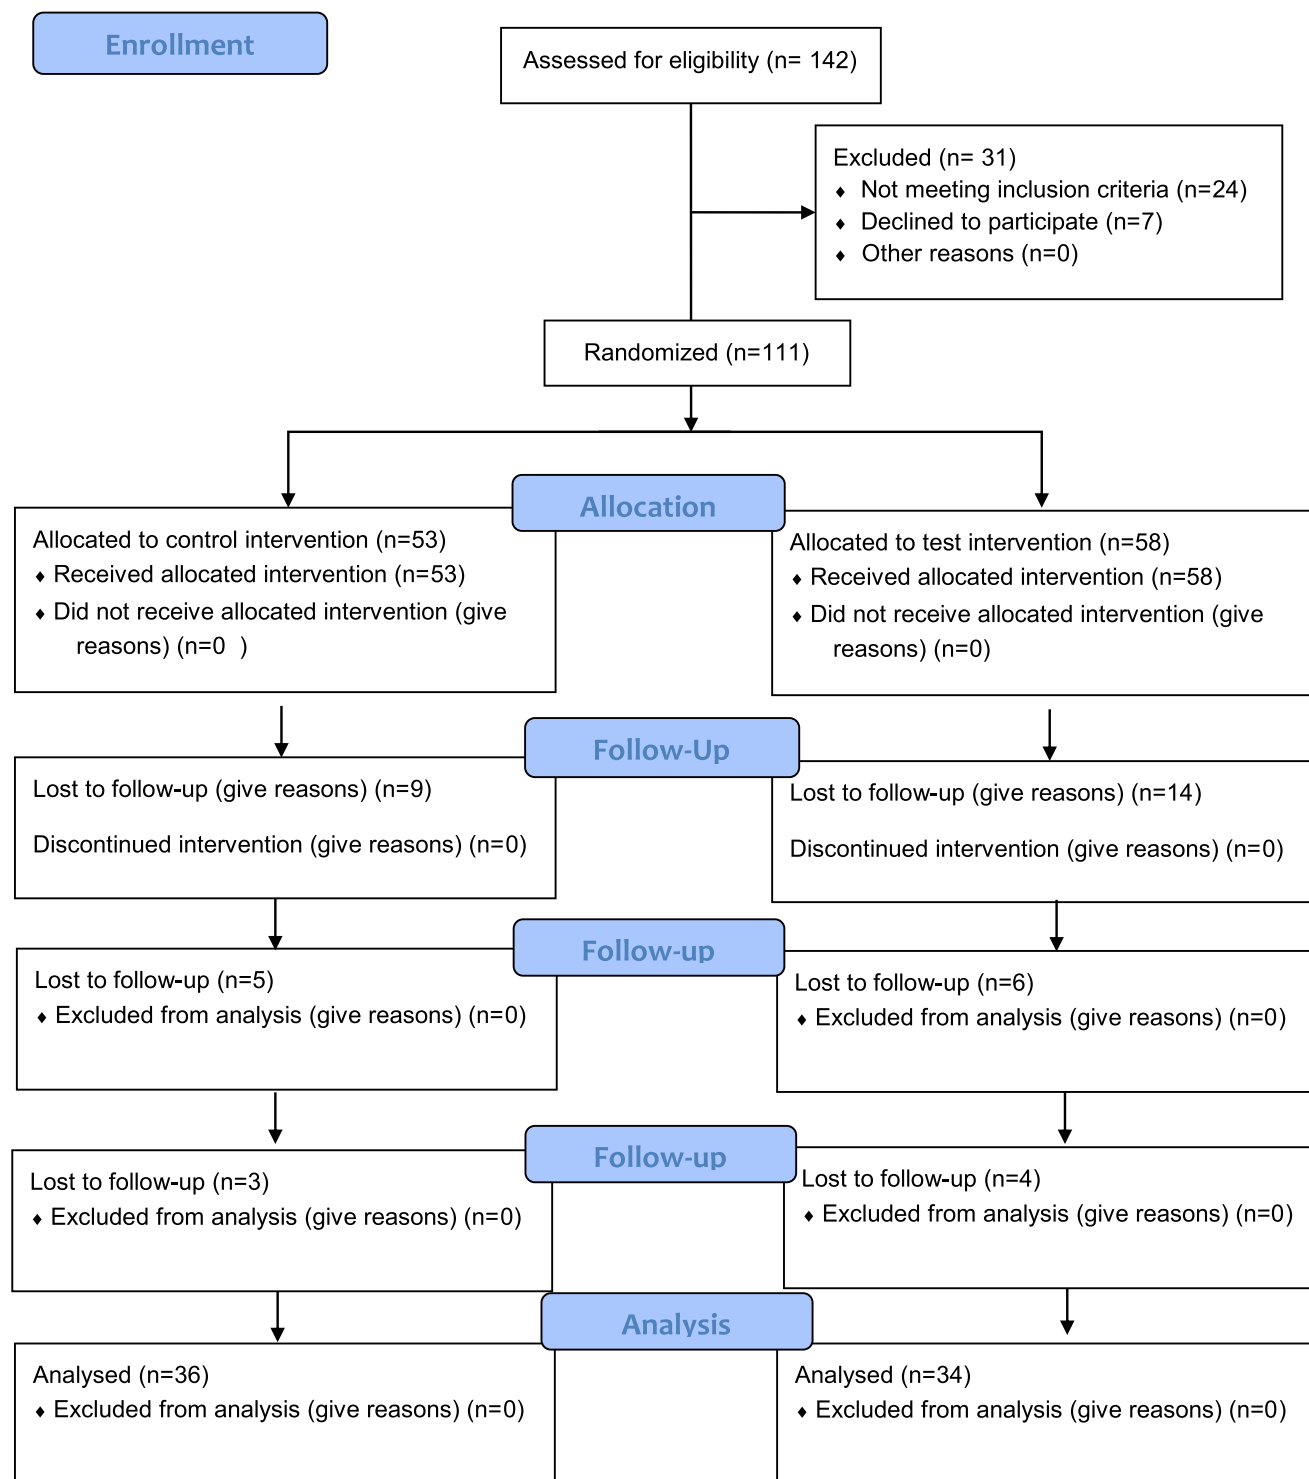 Enrollment
Assessed for eligibility (n= 142)
Excluded (n= 31)
♦ Not meeting inclusion criteria (n=24)
♦ Declined to participate (n=7)
♦ Other reasons (n=0)
Randomized (n=111)
Allocation
Allocated to control intervention (n=53)
♦ Received allocated intervention (n=53)
♦ Did not receive allocated intervention (give
reasons) (n=0 )
Allocated to test intervention (n=58)
♦ Received allocated intervention (n=58)
♦ Did not receive allocated intervention (give
reasons) (n=0)
Follow-Up
Lost to follow-up (give reasons) (n=9)
Discontinued intervention (give reasons) (n=0)
Lost to follow-up (give reasons) (n=14)
Discontinued intervention (give reasons) (n=0)
Follow-up
Lost to follow-up (n=5)
♦ Excluded from analysis (give reasons) (n=0)
Lost to follow-up (n=6)
♦ Excluded from analysis (give reasons) (n=0)
Follow-up
Lost to follow-up (n=3)
♦ Excluded from analysis (give reasons) (n=0)
Lost to follow-up (n=4)
♦ Excluded from analysis (give reasons) (n=0)
Analysis
Analysed (n=36)
♦ Excluded from analysis (give reasons) (n=0)
Analysed (n=34)
♦ Excluded from analysis (give reasons) (n=0)